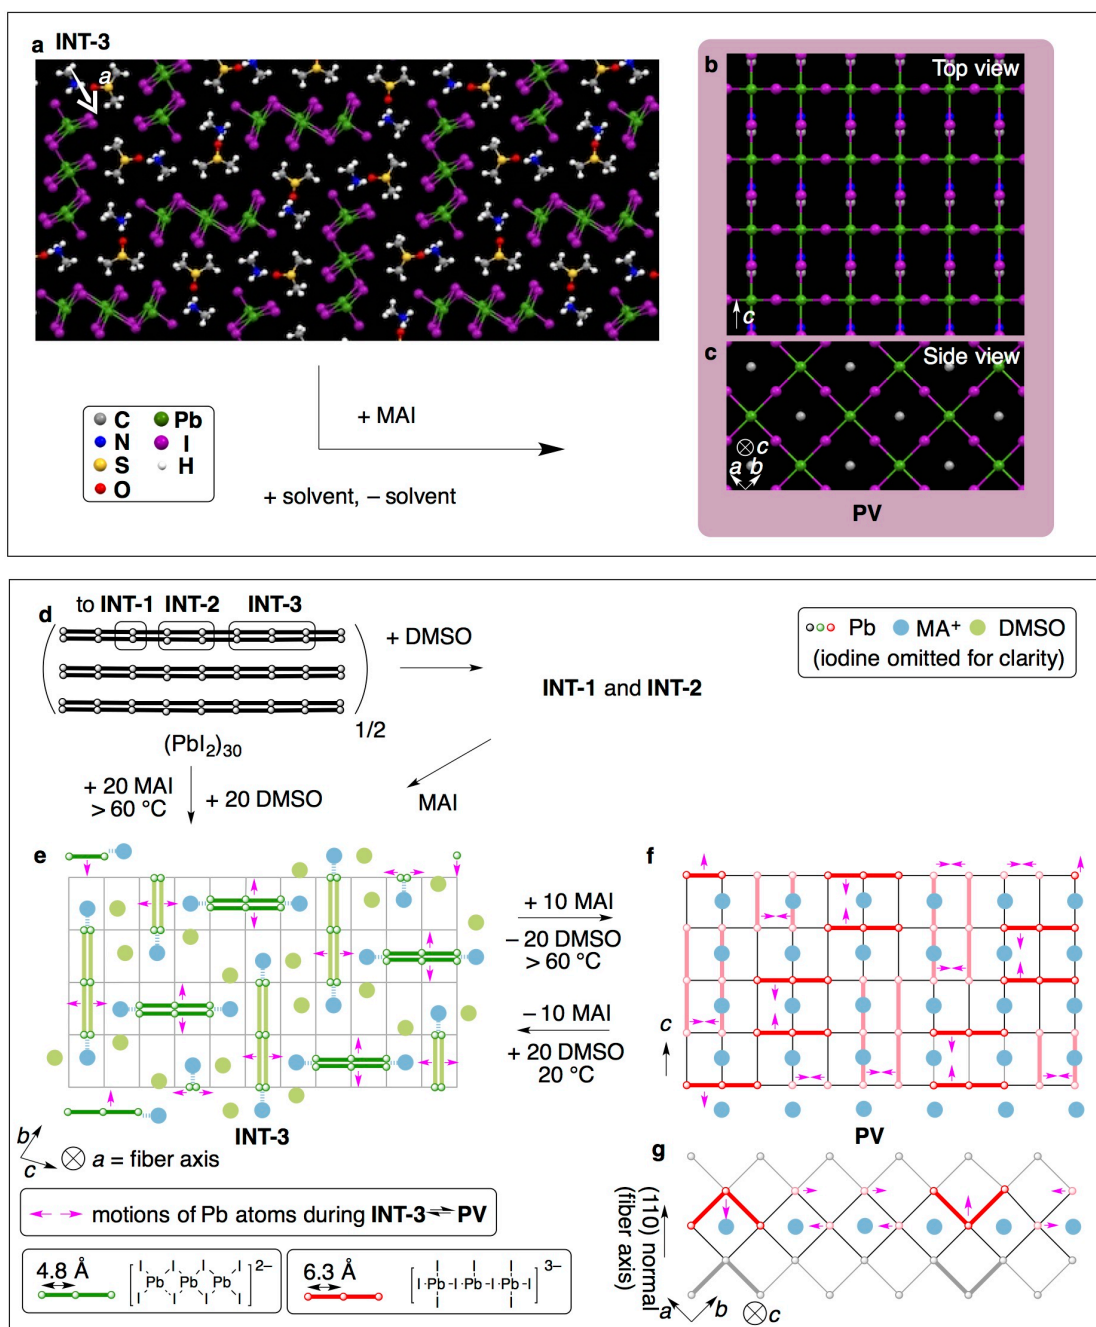 a INT-3
a
b Top view
c
c Side view
c
a b
PV
C Pb
N I
S H
O
+ MAI
+ solvent, – solvent
d to INT-1 INT-2 INT-3
+ DMSO
INT-1 and INT-2
1/2
(PbI2)30
+ 20 MAI
> 60 °C
+ 20 DMSO
MAI
Pb MA+ DMSO
(iodine omitted for clarity)
e
+ 10 MAI
– 20 DMSO
> 60 °C
– 10 MAI
+ 20 DMSO
20 °C
INT-3
b
c a = fiber axis
f
c
PV
g
(110) normal
(fiber axis)
a b c
motions of Pb atoms during INT-3 ⇌ PV
4.8 Å
I I I I
Pb Pb Pb
I I I I
2–
6.3 Å
I I I
I-Pb-I-Pb-I-Pb-I
I I I
3–